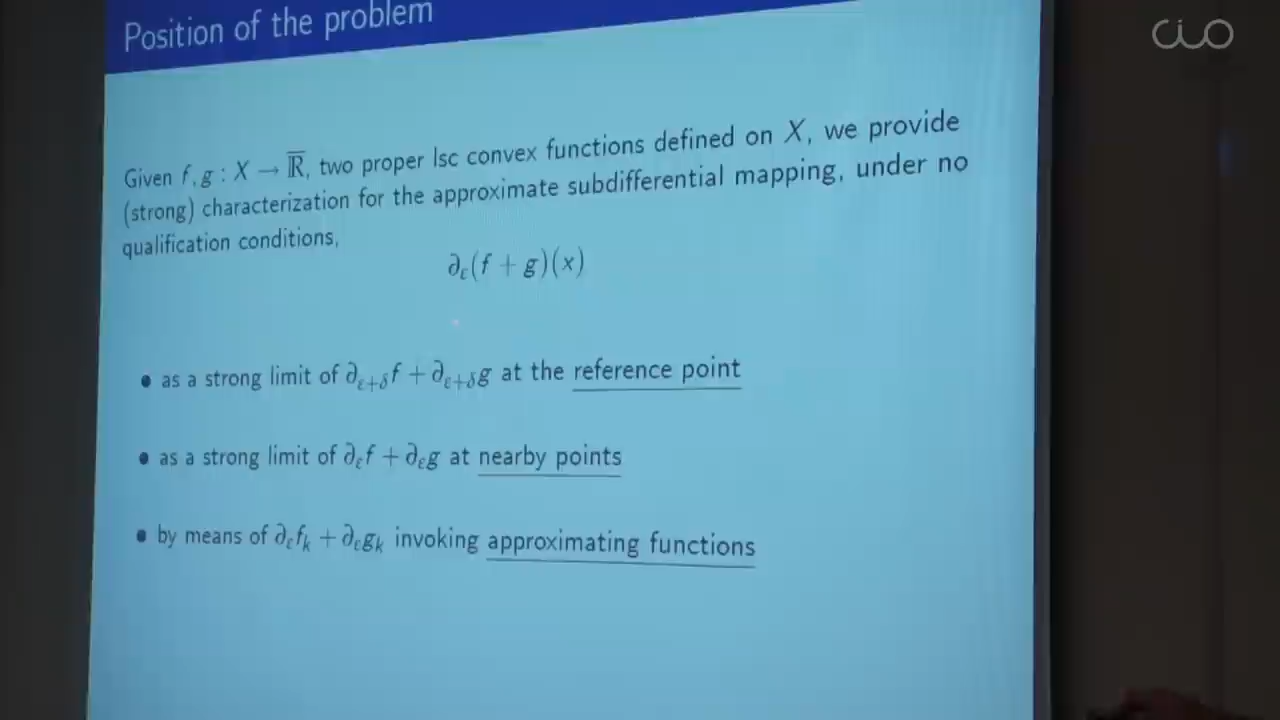 Position of the problem
CIO
Given f, g : X → ℝ̅, two proper lsc convex functions defined on X, we provide
(strong) characterization for the approximate subdifferential mapping, under no
qualification conditions,
∂ε(f + g)(x)
• as a strong limit of ∂ε+δf + ∂ε+δg at the reference point
• as a strong limit of ∂εf + ∂εg at nearby points
• by means of ∂εfk + ∂εgk invoking approximating functions